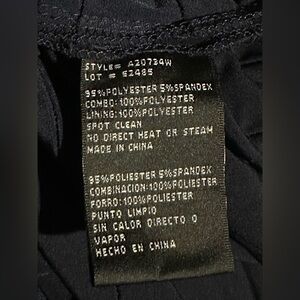 STYLE# A20734W
LOT # 52485
95%POLYESTER 5%SPANDEX
COMBO:100%POLYESTER
LINING:100%POLYESTER
SPOT CLEAN
NO DIRECT HEAT OR STEAM
MADE IN CHINA
95%POLIESTER 5%SPANDEX
COMBINACION:100%POLIESTER
FORRO:100%POLIESTER
PUNTO LIMPIO
SIN CALOR DIRECTO O
VAPOR
HECHO EN CHINA